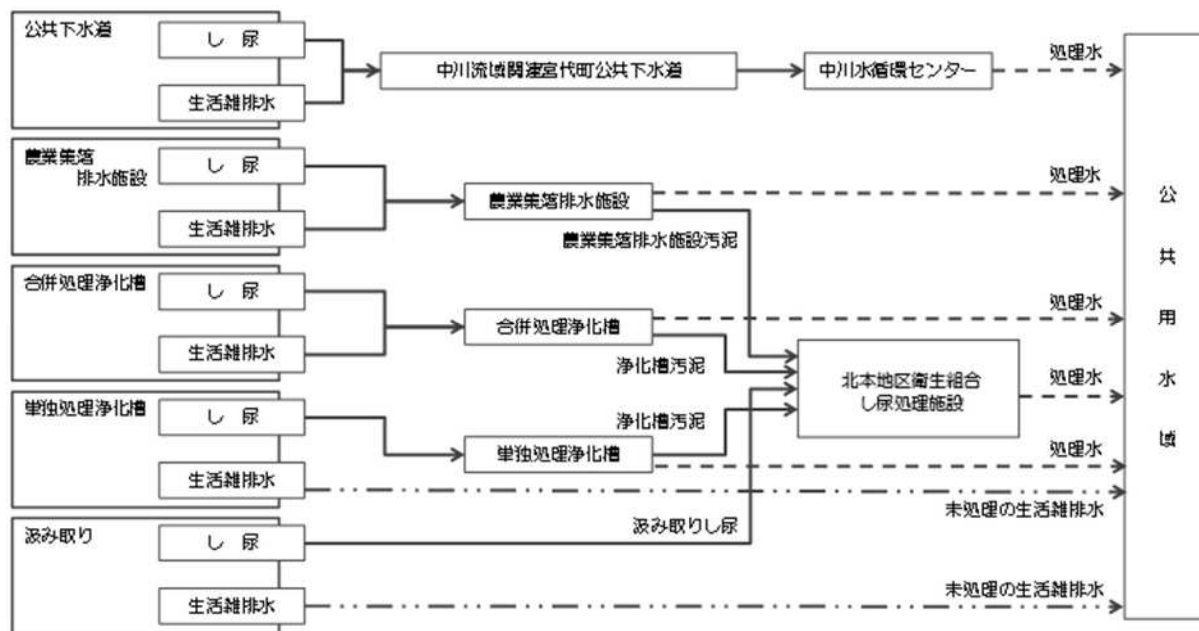 公共下水道
し 尿
生活雑排水
中川流域関連宮代町公共下水道
中川水循環センター
処理水
農業集落
排水施設
し 尿
生活雑排水
農業集落排水施設
処理水
農業集落排水施設汚泥
合併処理浄化槽
し 尿
生活雑排水
合併処理浄化槽
処理水
浄化槽汚泥
北本地区衛生組合
し尿処理施設
処理水
単独処理浄化槽
し 尿
生活雑排水
浄化槽汚泥
単独処理浄化槽
処理水
未処理の生活雑排水
汲み取り
し 尿
生活雑排水
汲み取りし尿
未処理の生活雑排水
公共用水域